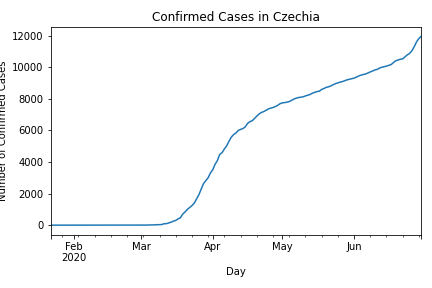 Confirmed Cases in Czechia
12000
10000
8000
6000
4000
2000
0
Number of Confirmed Cases
Feb
2020
Mar
Apr
May
Jun
Day